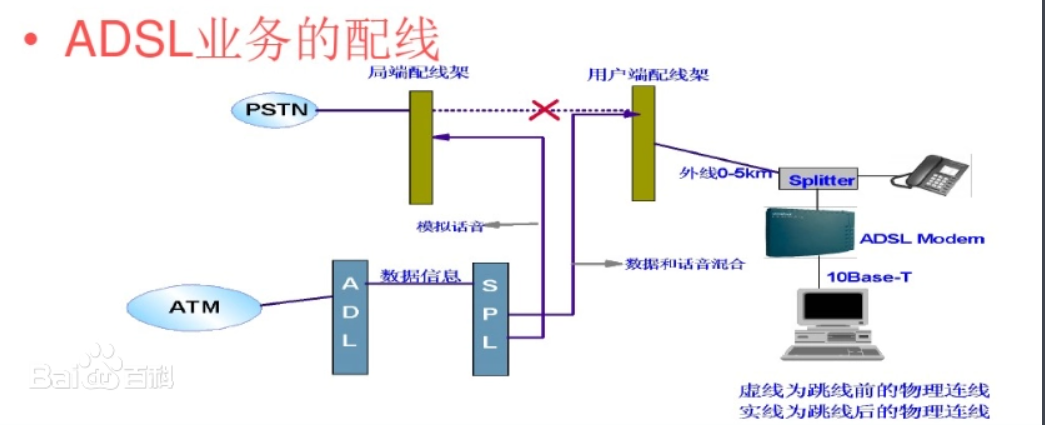 • ADSL业务的配线
局端配线架
用户端配线架
PSTN
外线0-5km
Splitter
模拟话音
ADSL Modem
数据和话音混合
数据信息
10Base-T
ATM
A
D
L
S
P
L
Bai du 百科
虚线为跳线前的物理连线
实线为跳线后的物理连线